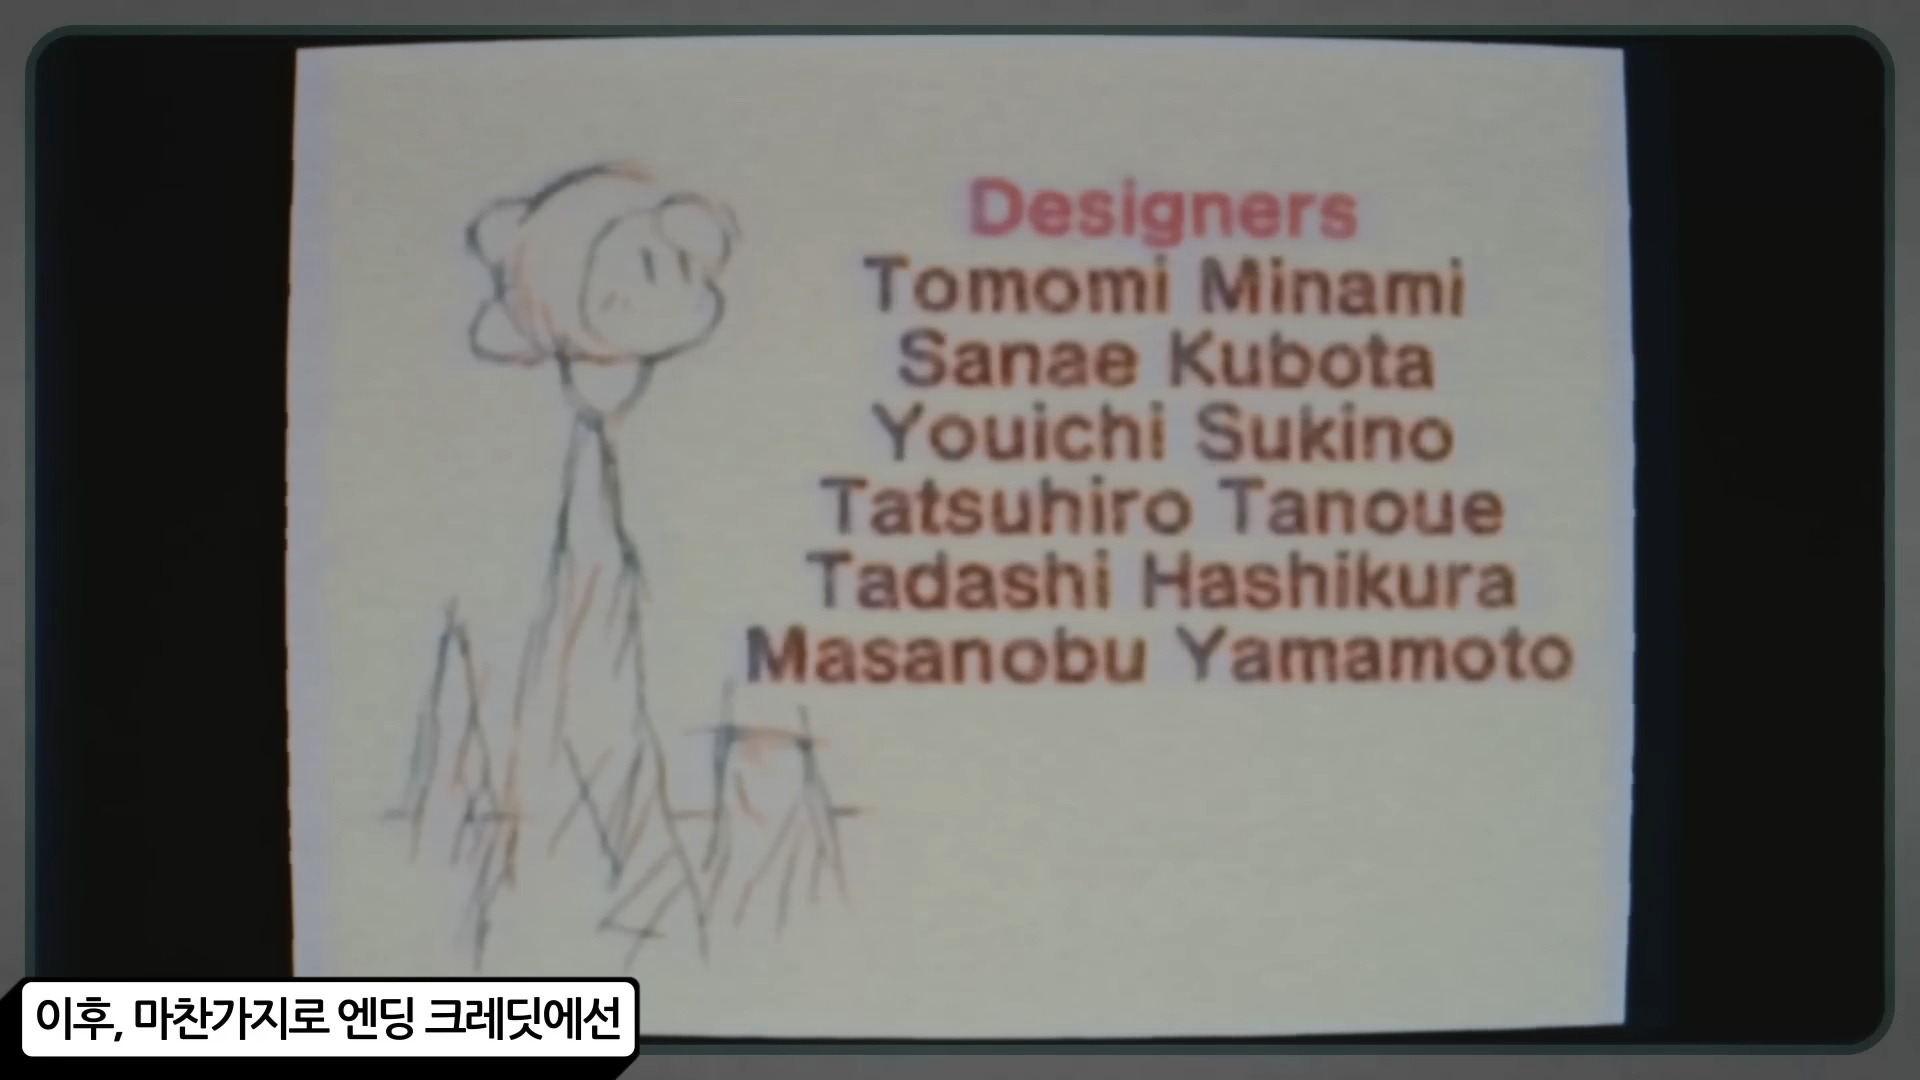 Designers
Tomomi Minami
Sanae Kubota
Youichi Sukino
Tatsuhiro Tanoue
Tadashi Hashikura
Masanobu Yamamoto
이후, 마찬가지로 엔딩 크레딧에선